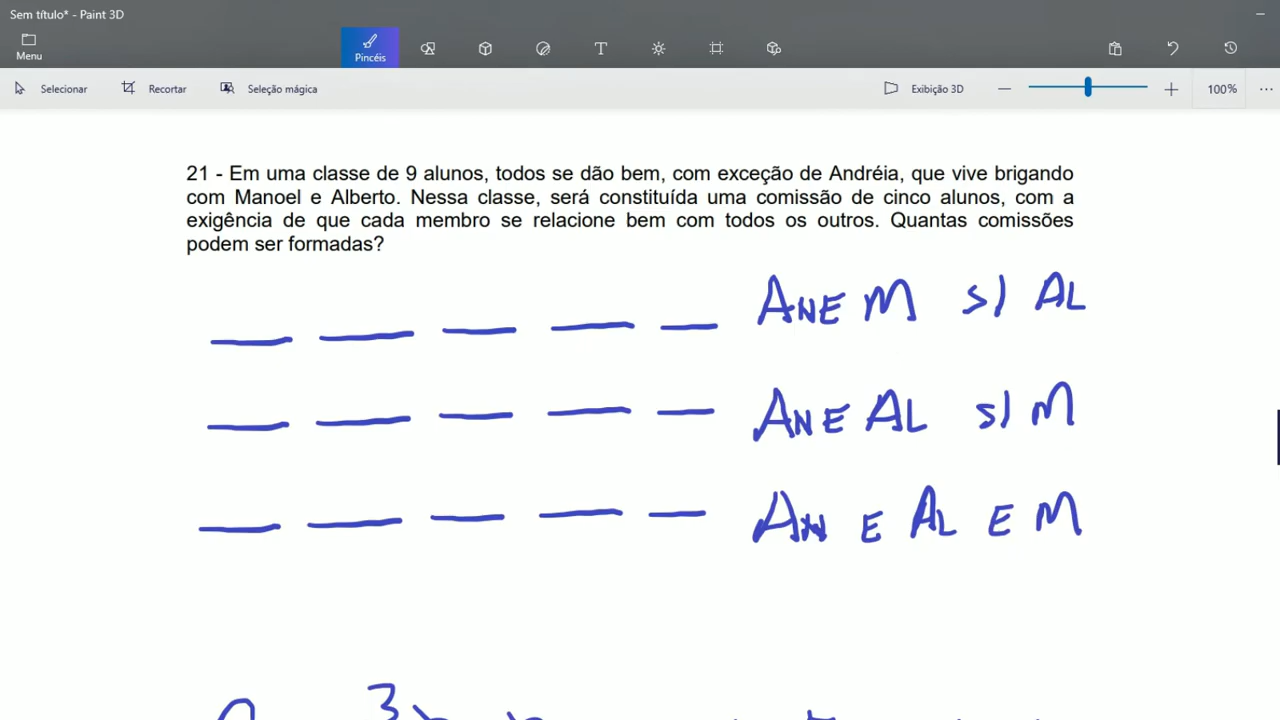 Sem título* - Paint 3D
Menu
Pincéis
Selecionar Recortar Seleção mágica Exibição 3D 100%
21 - Em uma classe de 9 alunos, todos se dão bem, com exceção de Andréia, que vive brigando
com Manoel e Alberto. Nessa classe, será constituída uma comissão de cinco alunos, com a
exigência de que cada membro se relacione bem com todos os outros. Quantas comissões
podem ser formadas?
AN E M S/ AL
AN E AL S/ M
AN E AL E M